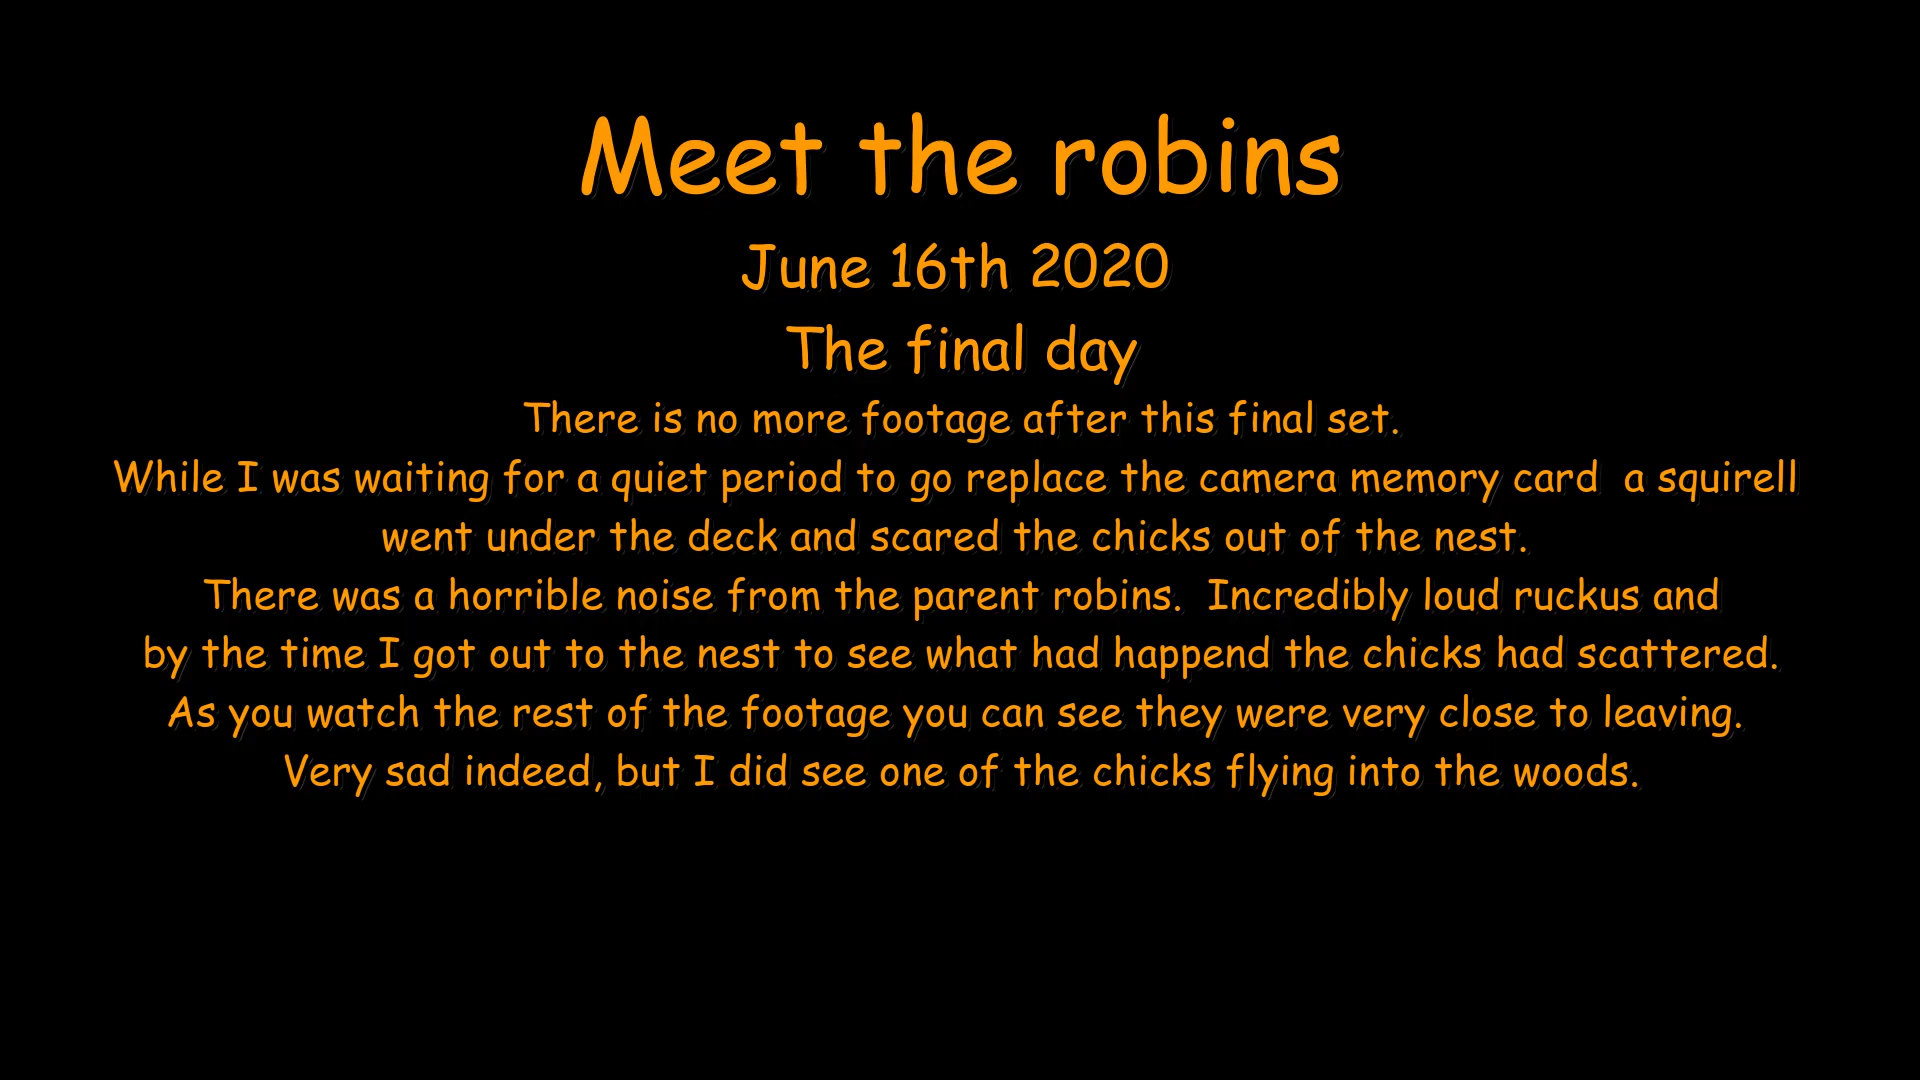 Meet the robins
June 16th 2020
The final day
There is no more footage after this final set.
While I was waiting for a quiet period to go replace the camera memory card  a squirell
went under the deck and scared the chicks out of the nest.
There was a horrible noise from the parent robins.  Incredibly loud ruckus and
by the time I got out to the nest to see what had happend the chicks had scattered.
As you watch the rest of the footage you can see they were very close to leaving.
Very sad indeed, but I did see one of the chicks flying into the woods.